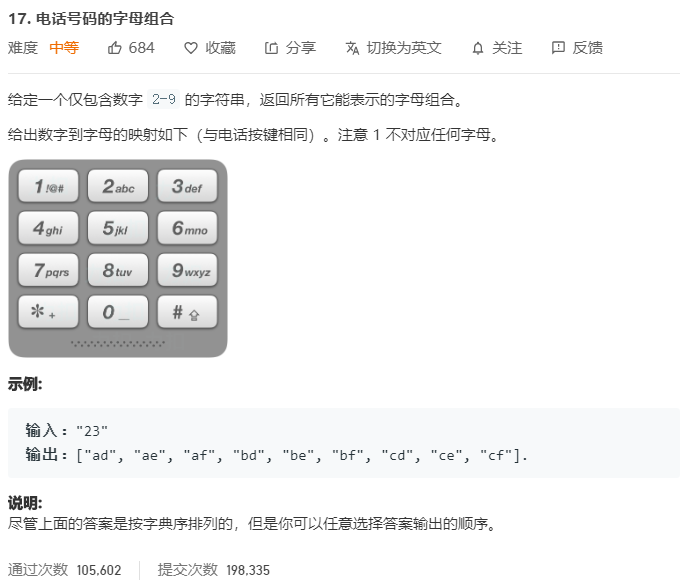 17. 电话号码的字母组合
难度 中等 684 收藏 分享 切换为英文 关注 反馈
给定一个仅包含数字 2-9 的字符串，返回所有它能表示的字母组合。
给出数字到字母的映射如下（与电话按键相同）。注意 1 不对应任何字母。
1 !@# 2 abc 3 def
4 ghi 5 jkl 6 mno
7 pqrs 8 tuv 9 wxyz
* + 0 _ # ⇧
示例:
输入："23"
输出：["ad", "ae", "af", "bd", "be", "bf", "cd", "ce", "cf"].
说明:
尽管上面的答案是按字典序排列的，但是你可以任意选择答案输出的顺序。
通过次数 105,602 提交次数 198,335